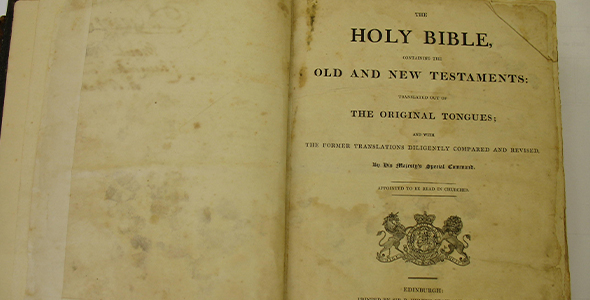 THE
HOLY BIBLE,
CONTAINING THE
OLD AND NEW TESTAMENTS:
TRANSLATED OUT OF
THE ORIGINAL TONGUES;
AND WITH
THE FORMER TRANSLATIONS DILIGENTLY COMPARED AND REVISED.
By His Majesty's Special Command.
APPOINTED TO BE READ IN CHURCHES.
EDINBURGH: